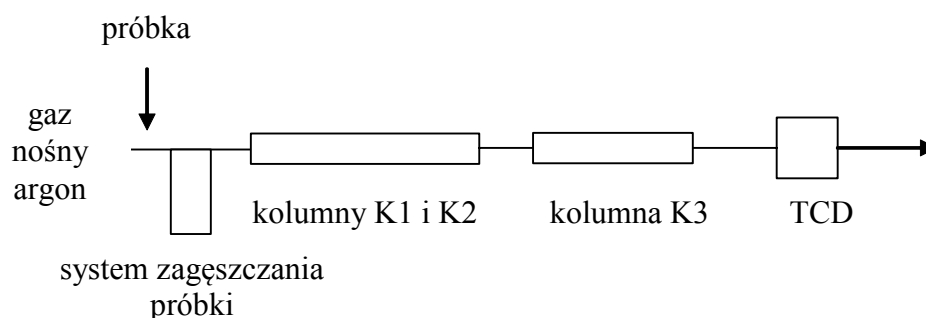 próbka
gaz
nośny
argon
kolumny K1 i K2
kolumna K3
TCD
system zagęszczania
próbki